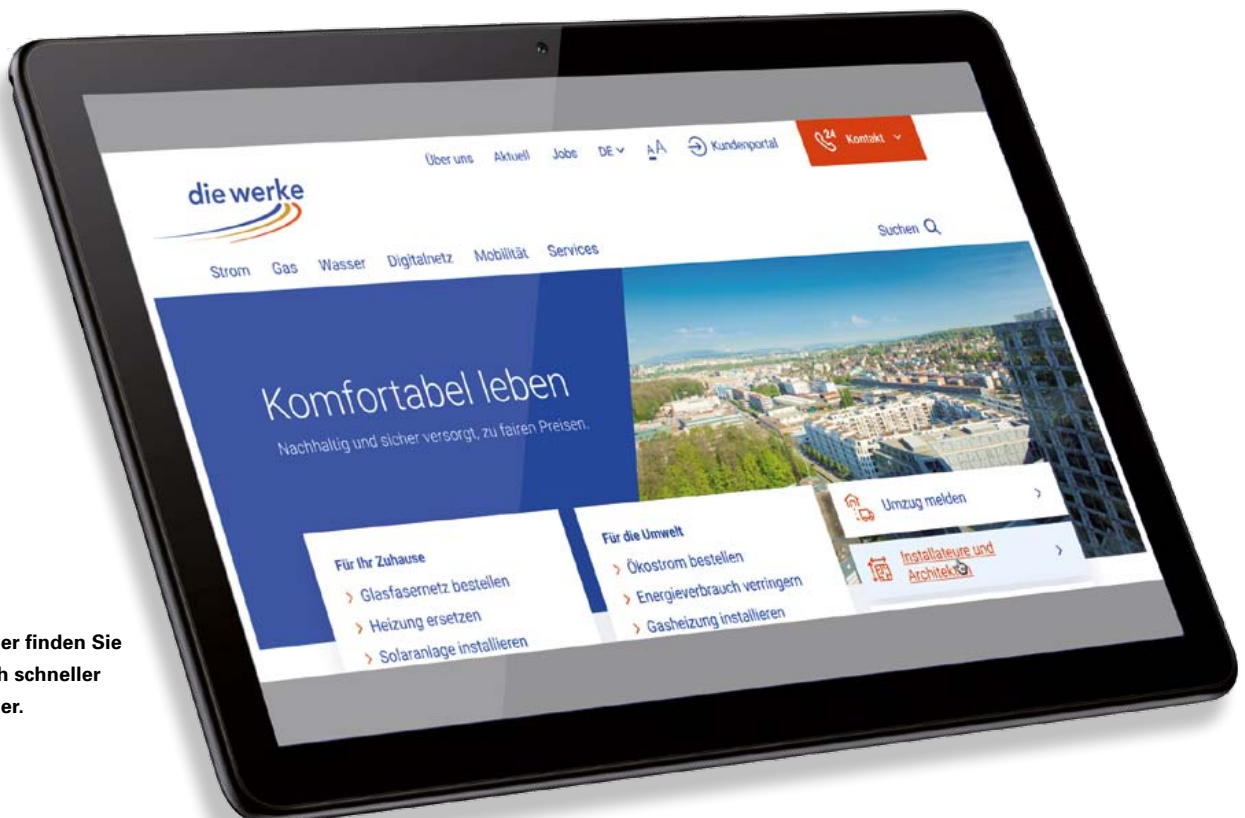 Über uns Aktuell Jobs DE AA Kundenportal 24 Kontakt
die werke
Suchen
Strom Gas Wasser Digitalnetz Mobilität Services
Komfortabel leben
Nachhaltig und sicher versorgt, zu fairen Preisen.
Für Ihr Zuhause
Glasfasernetz bestellen
Heizung ersetzen
Solaranlage installieren
Für die Umwelt
Ökostrom bestellen
Energieverbrauch verringern
Gasheizung installieren
Umzug melden
Installateure und
Architekten
er finden Sie
h schneller
er.